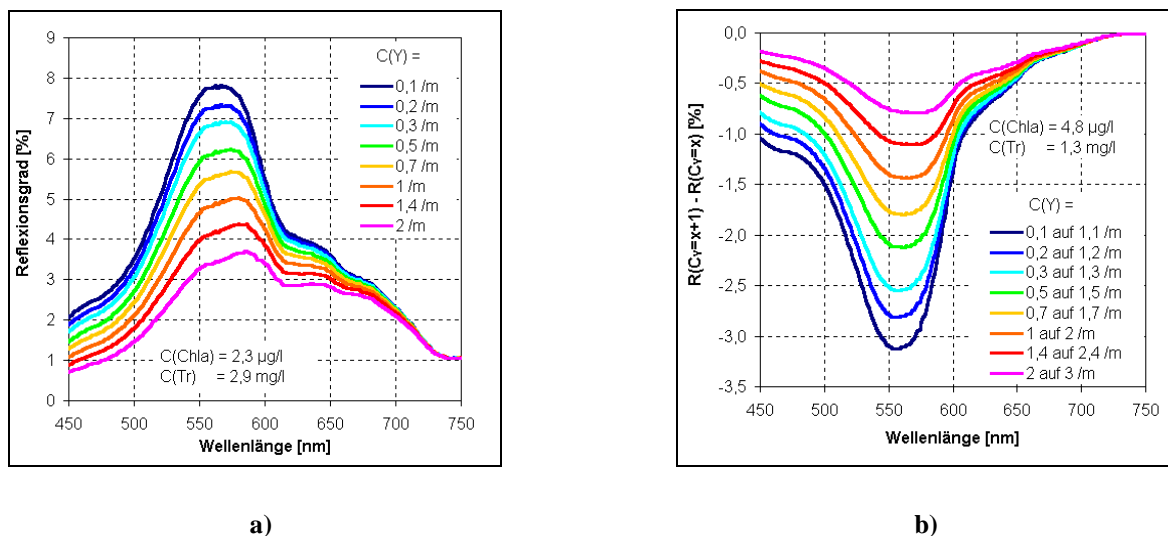 9
8
7
6
5
4
3
2
1
0
Reflexionsgrad [%]
C(Y) =
0,1 /m
0,2 /m
0,3 /m
0,5 /m
0,7 /m
1 /m
1,4 /m
2 /m
C(Chla) = 2,3 µg/l
C(Tr) = 2,9 mg/l
450 500 550 600 650 700 750
Wellenlänge [nm]
a)
0,0
-0,5
-1,0
-1,5
-2,0
-2,5
-3,0
-3,5
R(CY=x+1) - R(CY=x) [%]
C(Chla) = 4,8 µg/l
C(Tr) = 1,3 mg/l
C(Y) =
0,1 auf 1,1 /m
0,2 auf 1,2 /m
0,3 auf 1,3 /m
0,5 auf 1,5 /m
0,7 auf 1,7 /m
1 auf 2 /m
1,4 auf 2,4 /m
2 auf 3 /m
450 500 550 600 650 700 750
Wellenlänge [nm]
b)